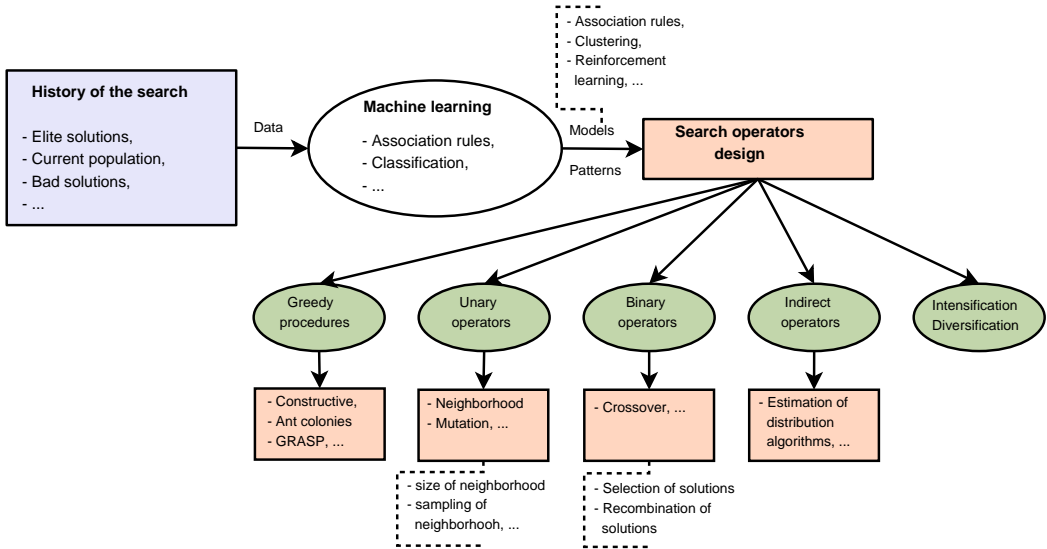 - Association rules,
- Clustering,
- Reinforcement
learning, ...
History of the search
- Elite solutions,
- Current population,
- Bad solutions,
- ...
Data
Machine learning
- Association rules,
- Classification,
- ...
Models
Patterns
Search operators
design
Greedy
procedures
Unary
operators
Binary
operators
Indirect
operators
Intensification
Diversification
- Constructive,
- Ant colonies
- GRASP, ...
- Neighborhood
- Mutation, ...
- Crossover, ...
- Estimation of
distribution
algorithms, ...
- size of neighborhood
- sampling of
neighborhooh, ...
- Selection of solutions
- Recombination of
solutions